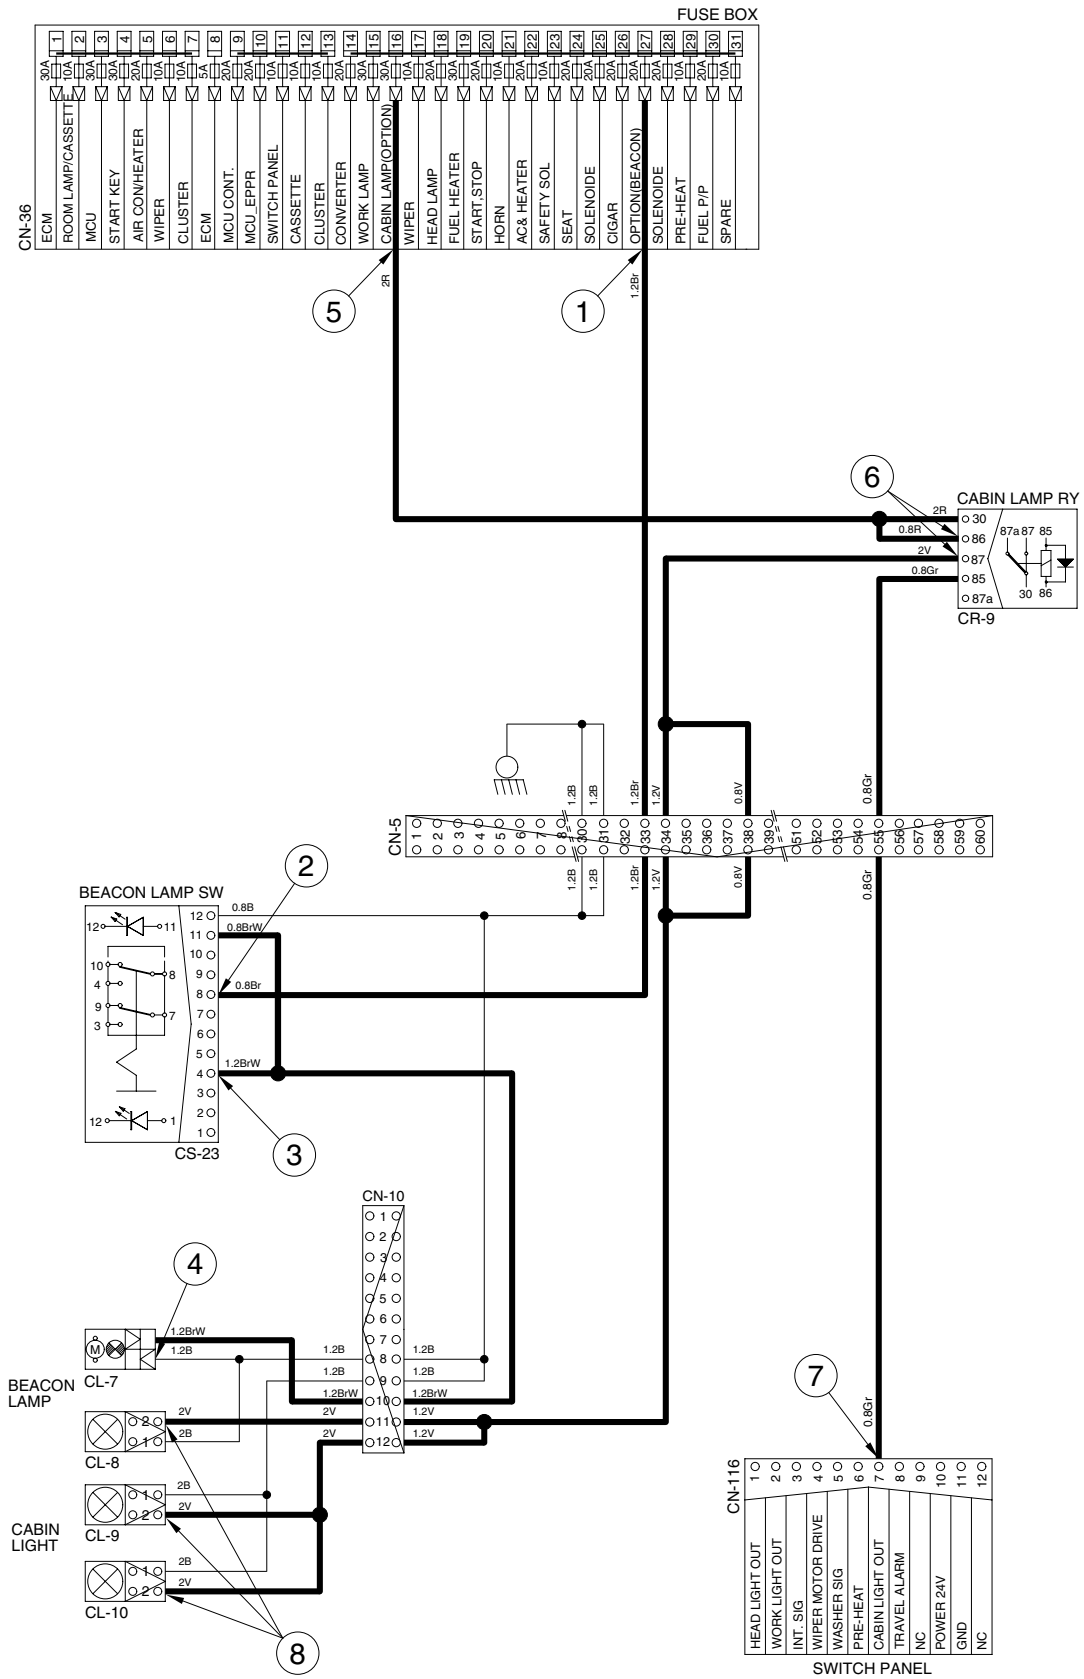 FUSE BOX
1 2 3 4 5 6 7 8 9 10 11 12 13 14 15 16 17 18 19 20 21 22 23 24 25 26 27 28 29 30 31
30A 10A 30A 30A 20A 10A 10A 5A 20A 10A 10A 10A 10A 20A 20A 20A 10A 20A 20A 20A 10A 20A 10A 20A 20A 20A 20A 20A 10A 20A 10A
CN-36
ECM
ROOM LAMP/CASSETTE
MCU
START KEY
AIR CON/HEATER
WIPER
CLUSTER
ECM
MCU CONT.
MCU_EPPR
SWITCH PANEL
CASSETTE
CLUSTER
CONVERTER
WORK LAMP
CABIN LAMP(OPTION)
WIPER
HEAD LAMP
FUEL HEATER
START,STOP
HORN
AC& HEATER
SAFETY SOL
SEAT
SOLENOIDE
CIGAR
OPTION(BEACON)
SOLENOIDE
PRE-HEAT
FUEL P/P
SPARE
2R
1.2Br
5
1
6
CABIN LAMP RY
2R
30
0.8R
86
2V
87
0.8Gr
85
87a
87a 87 85
30 86
CR-9
1.2B 1.2B 1.2Br 1.2V 0.8V 0.8Gr
CN-5
1 2 3 4 5 6 7 8 30 31 32 33 34 35 36 37 38 39 51 52 53 54 55 56 57 58 59 60
1.2B 1.2B 1.2Br 1.2V 0.8V 0.8Gr
2
BEACON LAMP SW
12 0.8B
11 0.8BrW
10
9
8 0.8Br
7
6
5
4 1.2BrW
3
2
1
12 11
10 8
4
9 7
3
12 1
CS-23
3
CN-10
1
2
3
4
5
6
7
8
9
10
11
12
4
1.2BrW
1.2B
M
CL-7
1.2B 1.2B
1.2B 1.2B
1.2BrW 1.2BrW
2V 1.2V
2V 1.2V
BEACON
LAMP
2 2V
1 2B
CL-8
1 2B
2 2V
CL-9
CABIN
LIGHT
1 2B
2 2V
CL-10
8
7
0.8Gr
CN-116
1 2 3 4 5 6 7 8 9 10 11 12
HEAD LIGHT OUT
WORK LIGHT OUT
INT. SIG
WIPER MOTOR DRIVE
WASHER SIG
PRE-HEAT
CABIN LIGHT OUT
TRAVEL ALARM
NC
POWER 24V
GND
NC
SWITCH PANEL